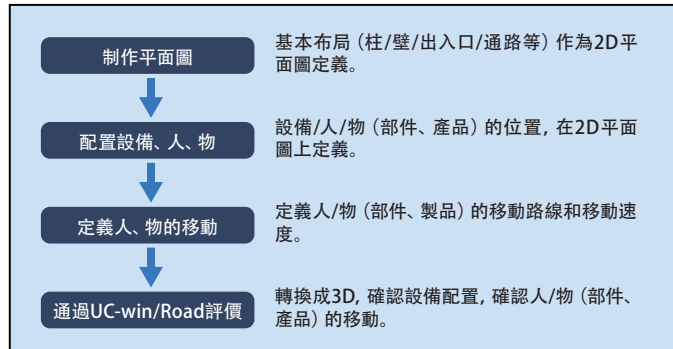 制作平面圖
基本布局（柱/壁/出入口/通路等）作為2D平
面圖定義。
配置設備、人、物
設備/人/物（部件、產品）的位置, 在2D平面
圖上定義。
定義人、物的移動
定義人/物（部件、製品）的移動路線和移動速
度。
通過UC-win/Road評價
轉換成3D, 確認設備配置, 確認人/物（部件、
產品）的移動。